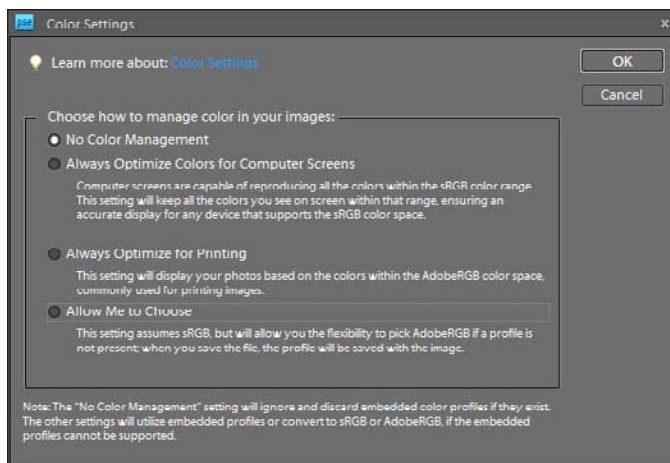 pse Color Settings x
Learn more about: Color Settings
OK
Cancel
Choose how to manage color in your images:
No Color Management
Always Optimize Colors for Computer Screens
Computer screens are capable of reproducing all the colors within the sRGB color range.
This setting will keep all the colors you see on screen within that range, ensuring an
accurate display for any device that supports the sRGB color space.
Always Optimize for Printing
This setting will display your photos based on the colors within the AdobeRGB color space,
commonly used for printing images.
Allow Me to Choose
This setting assumes sRGB, but will allow you the flexibility to pick AdobeRGB if a profile is
not present; when you save the file, the profile will be saved with the image.
Note: The "No Color Management" setting will ignore and discard embedded color profiles if they exist.
The other settings will utilize embedded profiles or convert to sRGB or AdobeRGB, if the embedded
profiles cannot be supported.